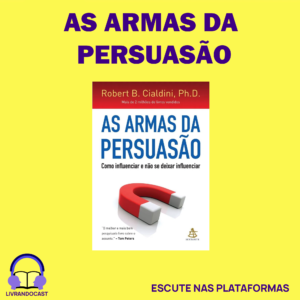 AS ARMAS DA
PERSUASÃO
Robert B. Cialdini, Ph.D.
AS ARMAS DA
PERSUASÃO
Como influenciar e não se deixar influenciar
LIVRANDOCAST
ESCUTE NAS PLATAFORMAS